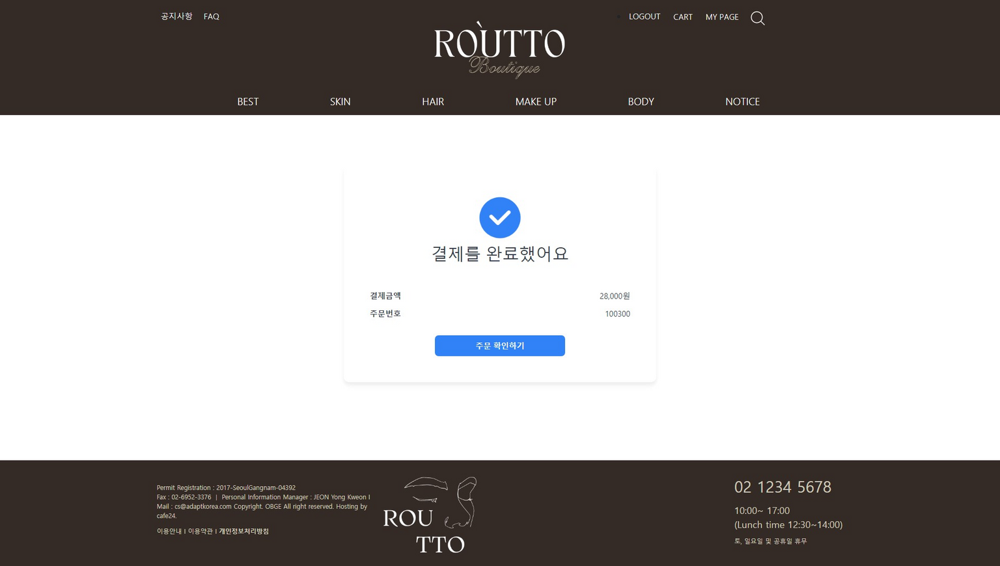 공지사항 FAQ
LOGOUT CART MY PAGE
ROÙTTO
Boutique
BEST SKIN HAIR MAKE UP BODY NOTICE
결제를 완료했어요
결제금액 28,000원
주문번호 100300
주문 확인하기
Permit Registration : 2017-SeoulGangnam-04392
Fax : 02-6952-3376 | Personal Information Manager : JEON Yong Kweon I
Mail : cs@adaptkorea.com Copyright. OBGE All right reserved. Hosting by
cafe24.
이용안내 I 이용약관 I 개인정보처리방침
ROU
TTO
02 1234 5678
10:00~ 17:00
(Lunch time 12:30~14:00)
토, 일요일 및 공휴일 휴무